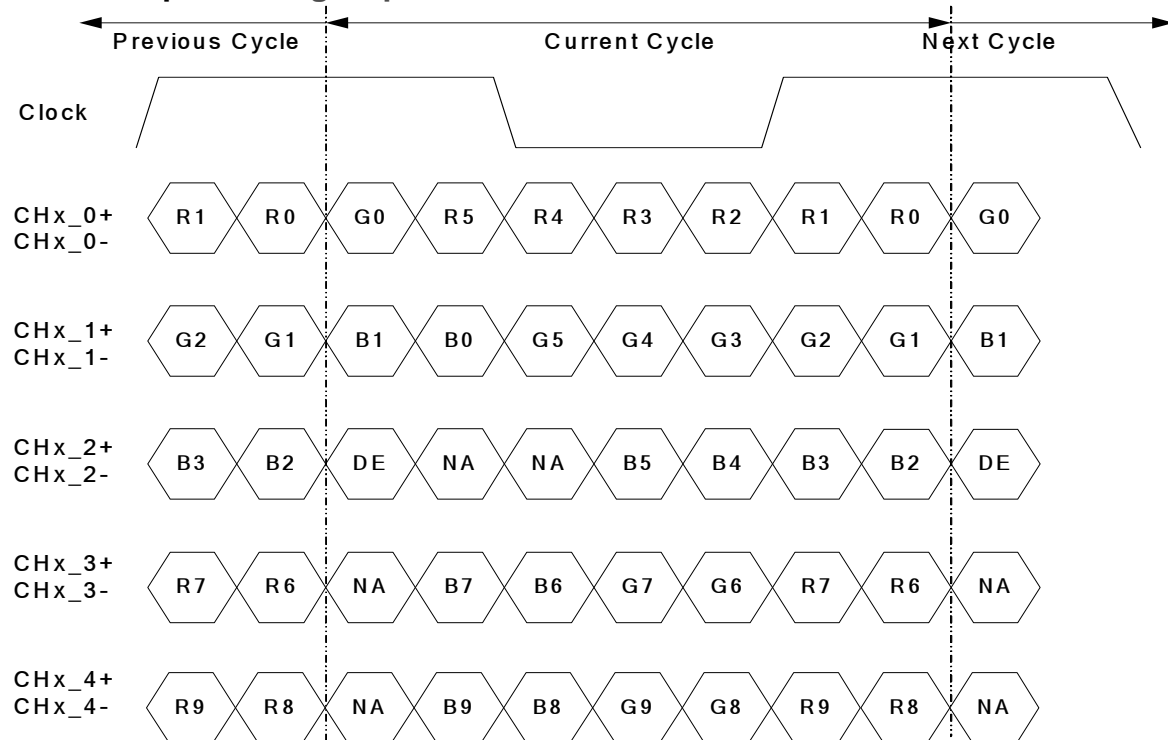 Previous Cycle Current Cycle Next Cycle
Clock
CHx_0+ R1 R0 G0 R5 R4 R3 R2 R1 R0 G0
CHx_0-
CHx_1+ G2 G1 B1 B0 G5 G4 G3 G2 G1 B1
CHx_1-
CHx_2+ B3 B2 DE NA NA B5 B4 B3 B2 DE
CHx_2-
CHx_3+ R7 R6 NA B7 B6 G7 G6 R7 R6 NA
CHx_3-
CHx_4+ R9 R8 NA B9 B8 G9 G8 R9 R8 NA
CHx_4-